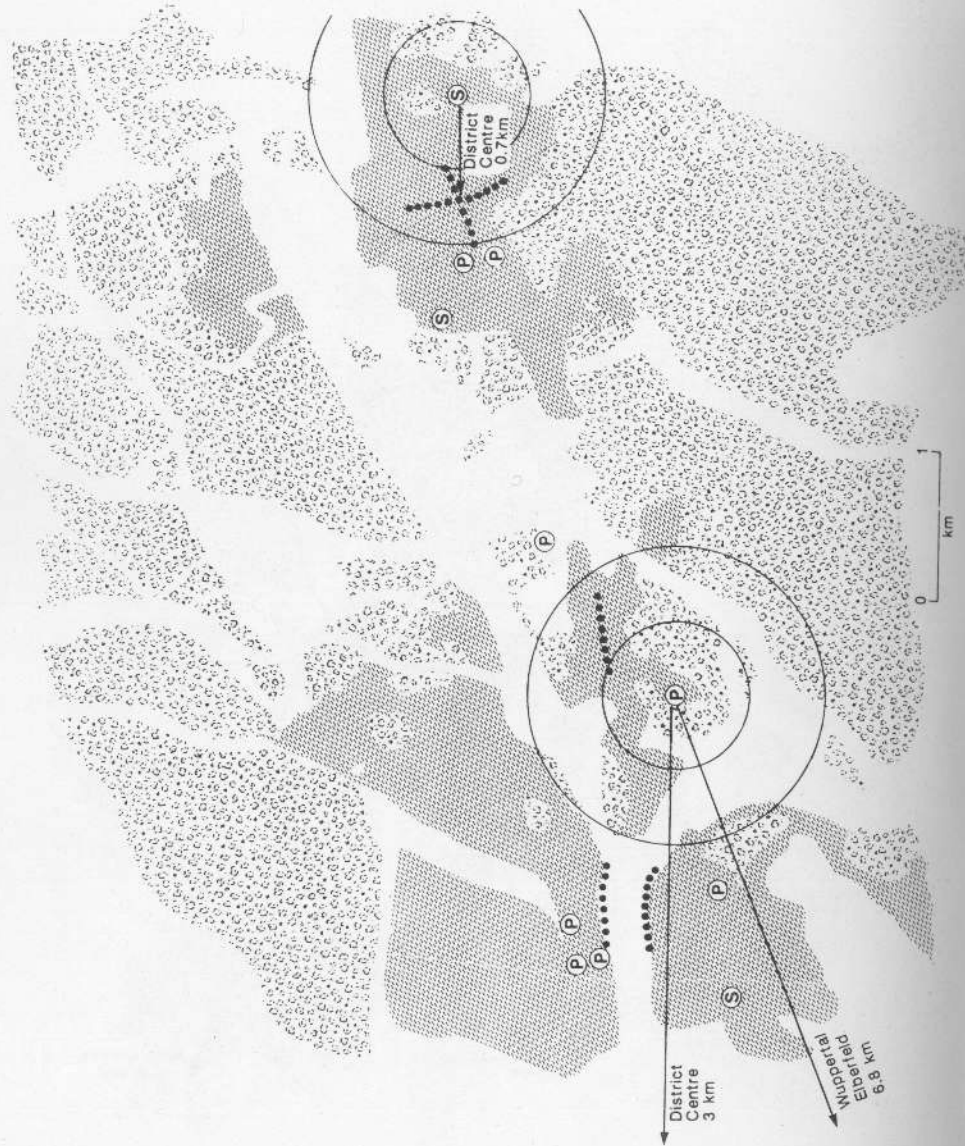 S
District
Centre
0.7km
P
P
S
P
P
P
P
P
P
S
0
1
km
District
Centre
3 km
Wuppertal
Elberfeld
6.8 km